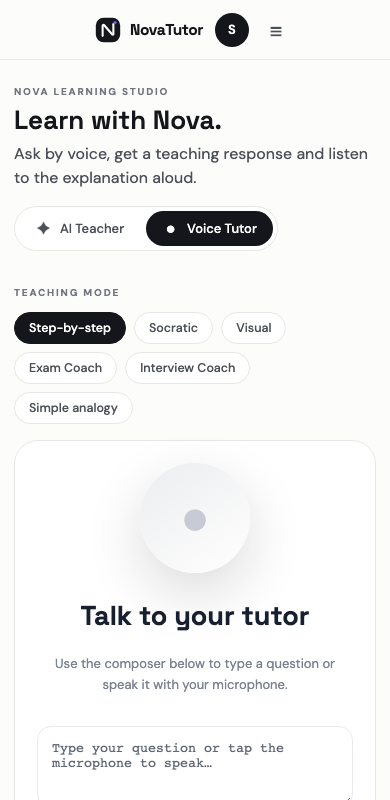 NovaTutor S
NOVA LEARNING STUDIO
Learn with Nova.
Ask by voice, get a teaching response and listen
to the explanation aloud.
AI Teacher Voice Tutor
TEACHING MODE
Step-by-step Socratic Visual
Exam Coach Interview Coach
Simple analogy
Talk to your tutor
Use the composer below to type a question or
speak it with your microphone.
Type your question or tap the
microphone to speak…